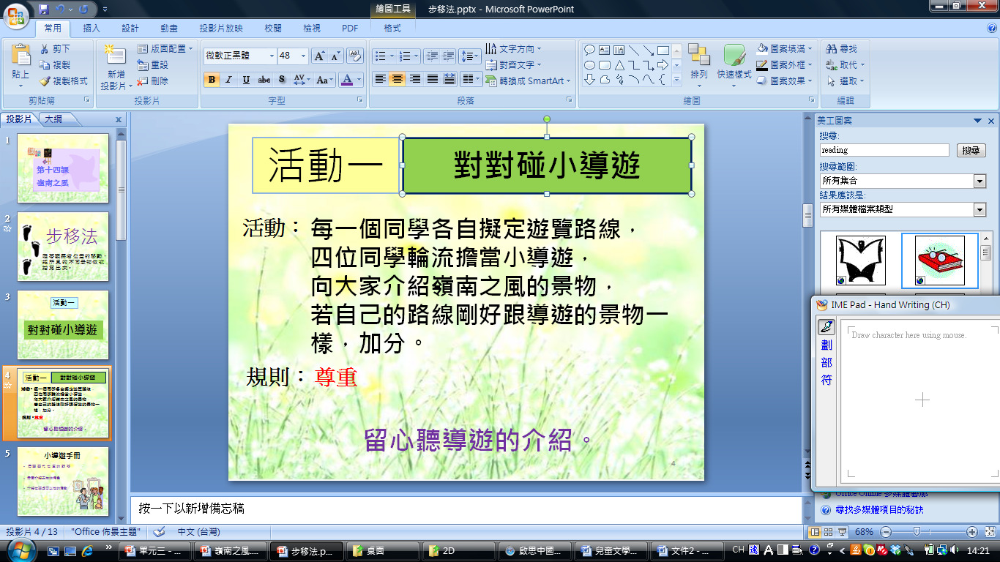 繪圖工具
步移法.pptx - Microsoft PowerPoint
常用 插入 設計 動畫 投影片放映 校閱 檢視 PDF 格式
貼上
剪下
複製
複製格式
剪貼簿
新增
投影片
版面配置
重設
刪除
投影片
微軟正黑體 48
B I U abc S AV Aa A
字型
文字方向
對齊文字
轉換成 SmartArt
段落
排列
快速樣式
圖案填滿
圖案外框
圖案效果
繪圖
尋找
取代
選取
編輯
投影片 大綱
1
第十四課
嶺南之風
2
步移法
3
活動一
對對碰小導遊
4
活動一 對對碰小導遊
5
小導遊手冊
活動一 對對碰小導遊
活動：每一個同學各自擬定遊覽路線，
四位同學輪流擔當小導遊，
向大家介紹嶺南之風的景物，
若自己的路線剛好跟導遊的景物一
樣，加分。
規則：尊重
留心聽導遊的介紹。
4
按一下以新增備忘稿
美工圖案
搜尋:
reading
搜尋
搜尋範圍:
所有集合
結果應該是:
所有媒體檔案類型
IME Pad - Hand Writing (CH)
Draw character here using mouse.
劃
部
符
尋找多媒體項目的秘訣
投影片 4 / 13 "Office 佈景主題" 中文 (台灣) 68%
單元三 - ... 嶺南之風.... 步移法.p... 桌面 2D 啟思中國... 兒童文學... 文件2 - ... CH 速 14:21